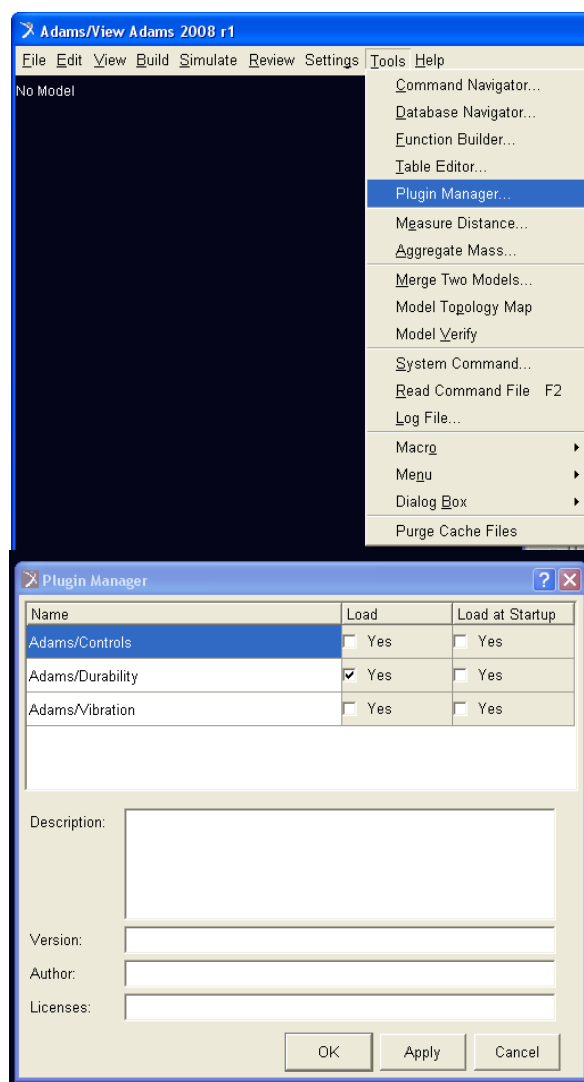 Adams/View Adams 2008 r1
File Edit View Build Simulate Review Settings Tools Help
No Model
Command Navigator...
Database Navigator...
Function Builder...
Table Editor...
Plugin Manager...
Measure Distance...
Aggregate Mass...
Merge Two Models...
Model Topology Map
Model Verify
System Command...
Read Command File F2
Log File...
Macro
Menu
Dialog Box
Purge Cache Files
Plugin Manager
Name Load Load at Startup
Adams/Controls Yes Yes
Adams/Durability Yes Yes
Adams/Vibration Yes Yes
Description:
Version:
Author:
Licenses:
OK Apply Cancel